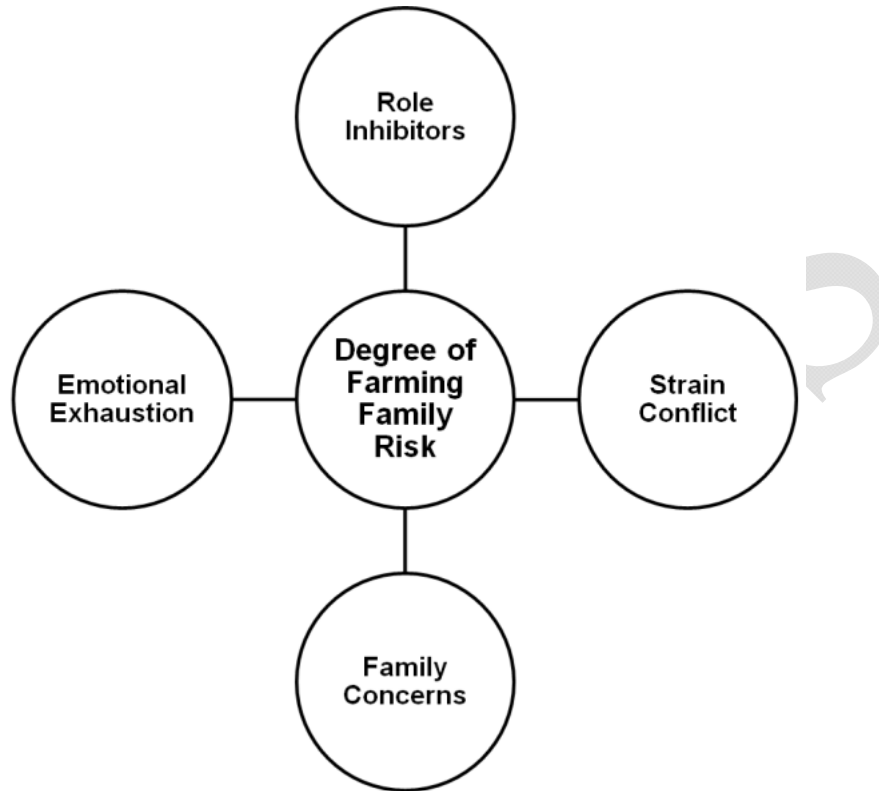 Role
Inhibitors
Emotional
Exhaustion
Degree of
Farming
Family
Risk
Strain
Conflict
Family
Concerns